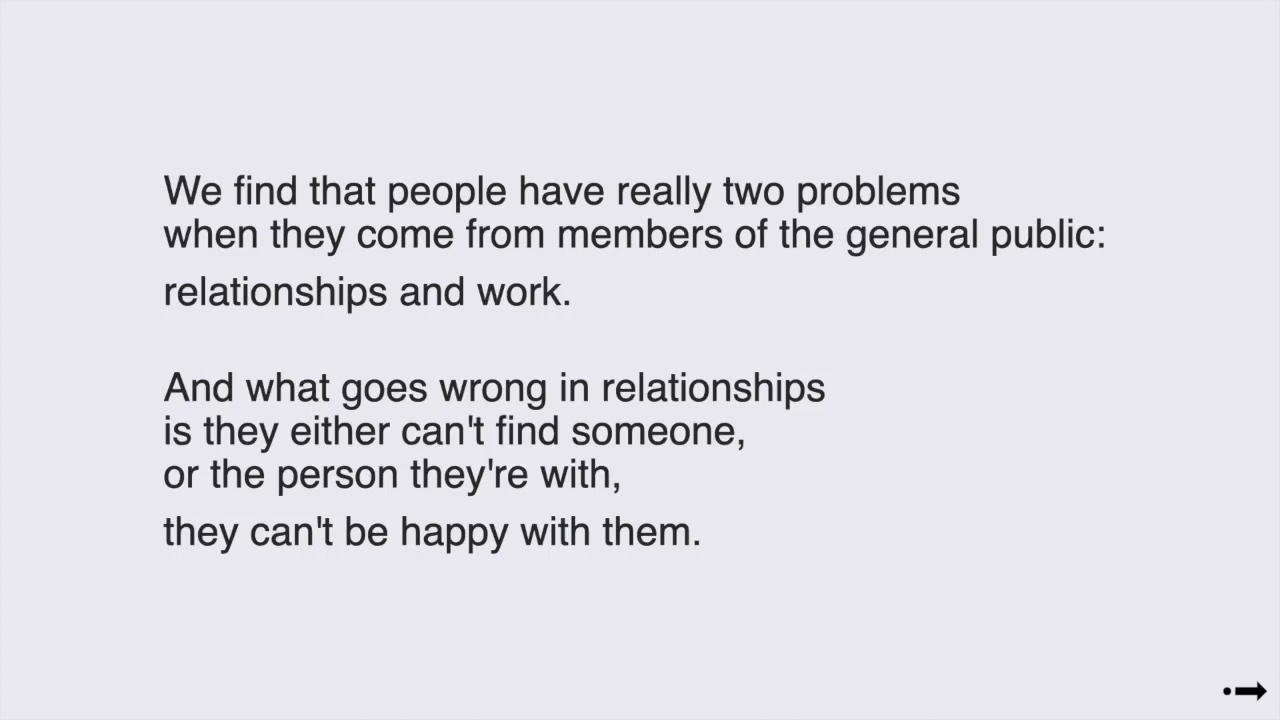 We find that people have really two problems
when they come from members of the general public:
relationships and work.
And what goes wrong in relationships
is they either can't find someone,
or the person they're with,
they can't be happy with them.